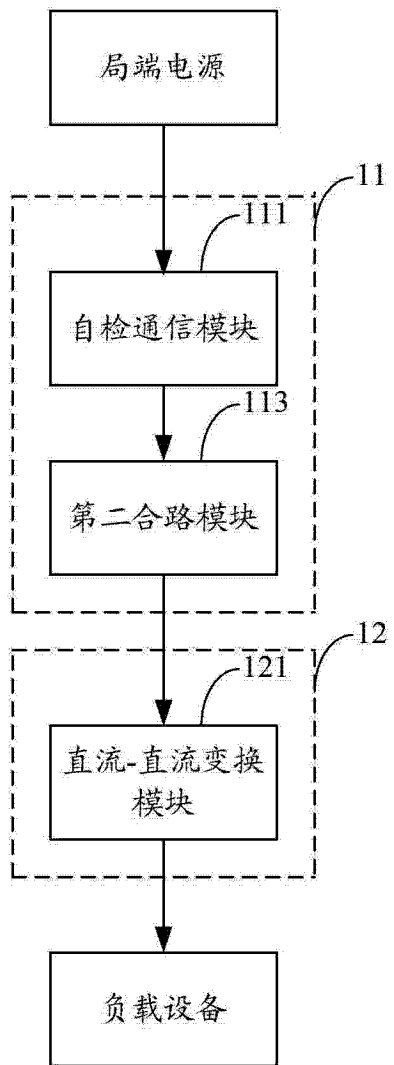 局端电源
11
111
自检通信模块
113
第二合路模块
12
121
直流-直流变换
模块
负载设备